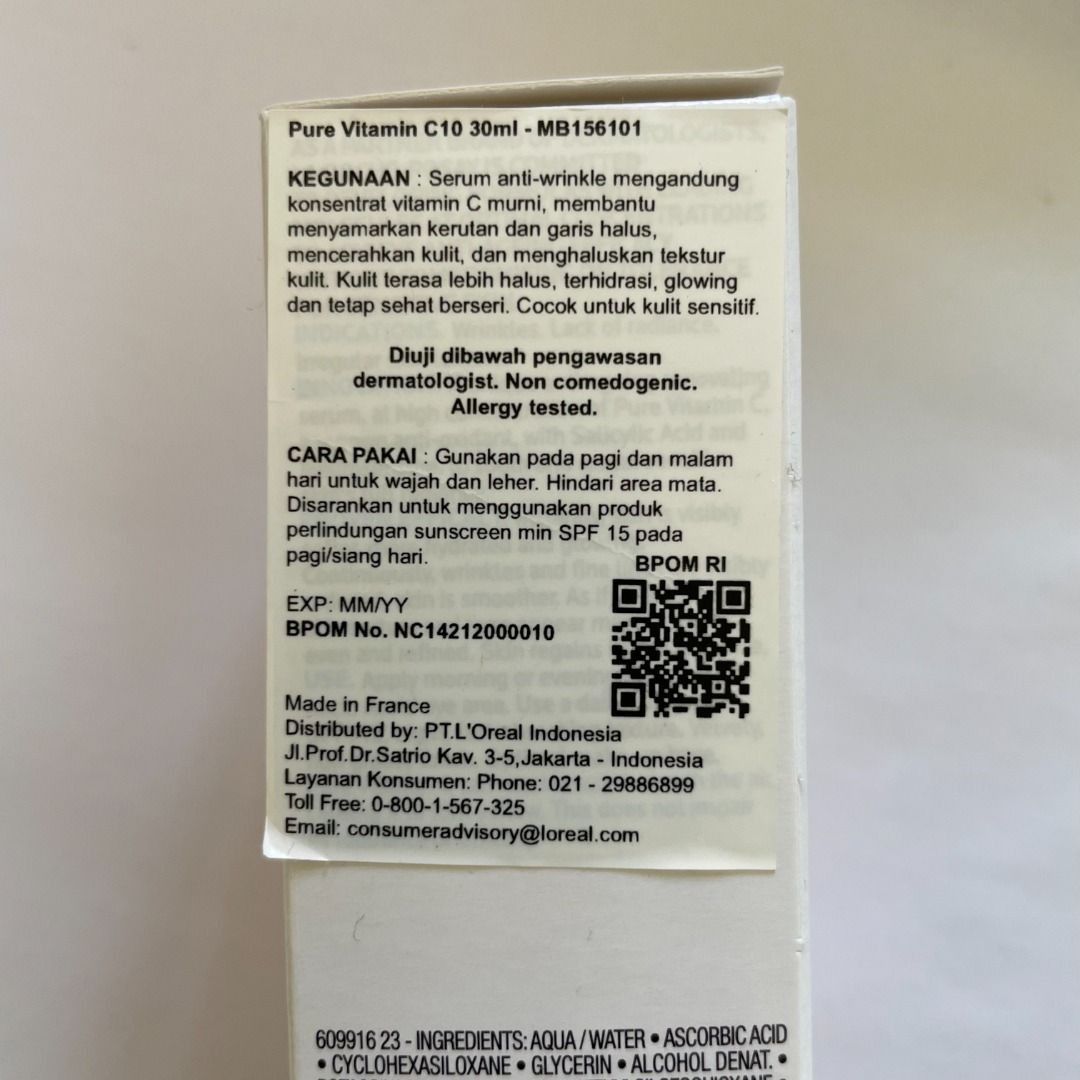 Pure Vitamin C10 30ml - MB156101
KEGUNAAN : Serum anti-wrinkle mengandung
konsentrat vitamin C murni, membantu
menyamarkan kerutan dan garis halus,
mencerahkan kulit, dan menghaluskan tekstur
kulit. Kulit terasa lebih halus, terhidrasi, glowing
dan tetap sehat berseri. Cocok untuk kulit sensitif.
Diuji dibawah pengawasan
dermatologist. Non comedogenic.
Allergy tested.
CARA PAKAI : Gunakan pada pagi dan malam
hari untuk wajah dan leher. Hindari area mata.
Disarankan untuk menggunakan produk
perlindungan sunscreen min SPF 15 pada
pagi/siang hari.
BPOM RI
EXP: MM/YY
BPOM No. NC14212000010
Made in France
Distributed by: PT.L'Oreal Indonesia
Jl.Prof.Dr.Satrio Kav. 3-5,Jakarta - Indonesia
Layanan Konsumen: Phone: 021 - 29886899
Toll Free: 0-800-1-567-325
Email: consumeradvisory@loreal.com
609916 23 - INGREDIENTS: AQUA / WATER • ASCORBIC ACID
• CYCLOHEXASILOXANE • GLYCERIN • ALCOHOL DENAT. •